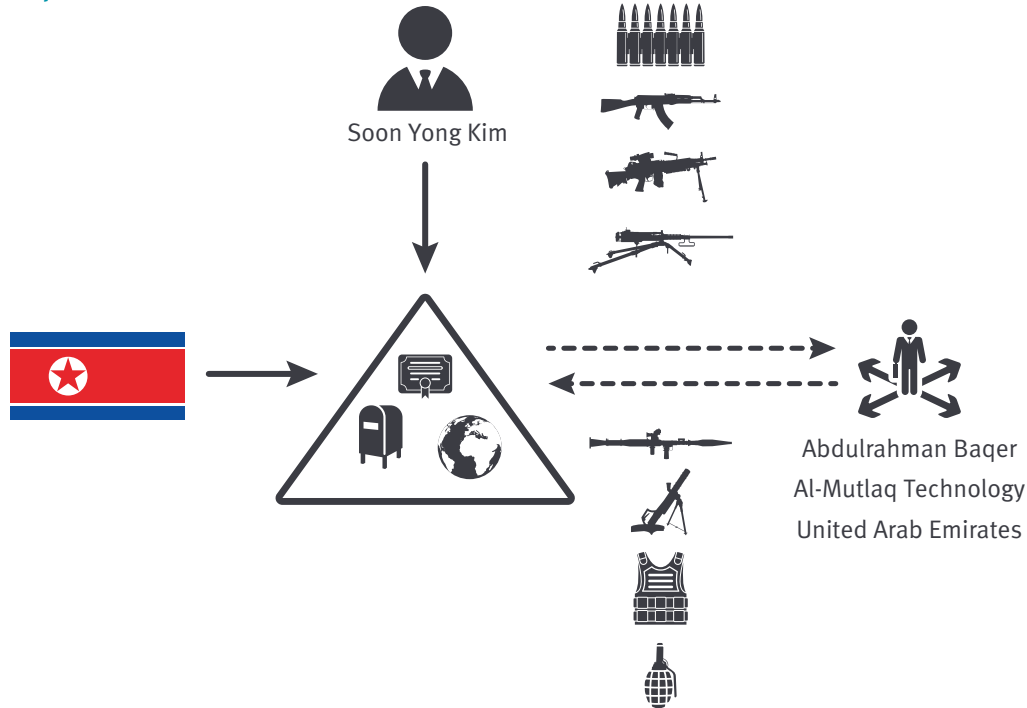 Soon Yong Kim
Abdulrahman Baqer
Al-Mutlaq Technology
United Arab Emirates